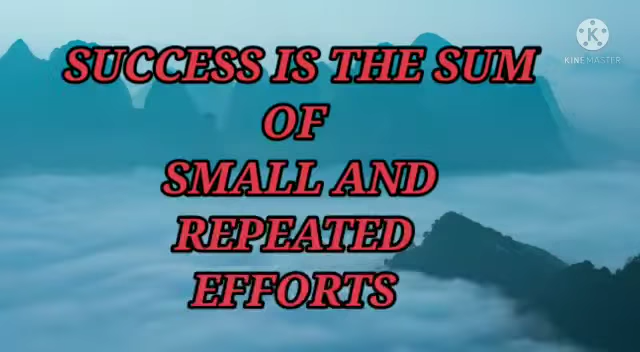 KINEMASTER
SUCCESS IS THE SUM
OF
SMALL AND
REPEATED
EFFORTS